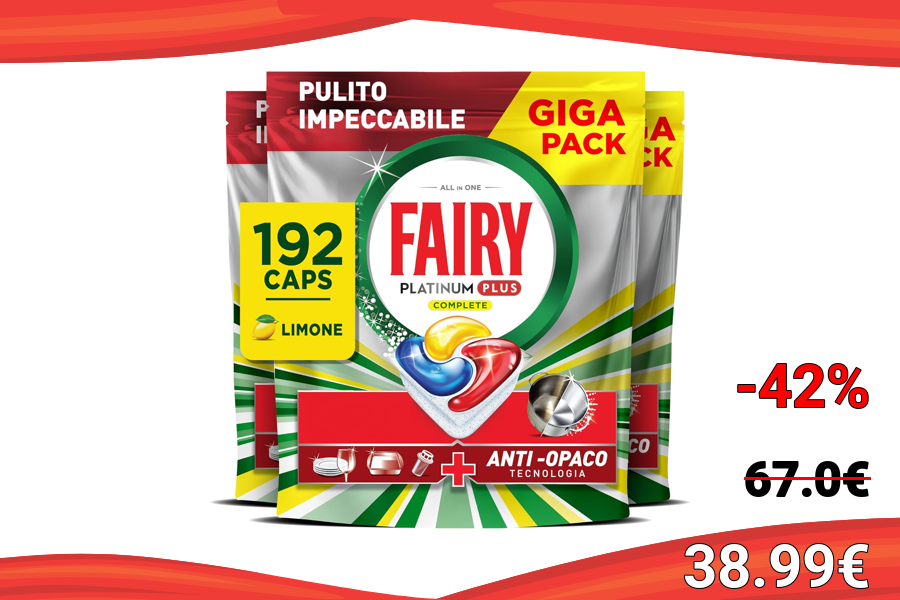 PULITO
IMPECCABILE
GIGA
PACK
ALL IN ONE
FAIRY
PLATINUM PLUS
COMPLETE
192
CAPS
LIMONE
ANTI-OPACO
TECNOLOGIA
-42%
67.0€
38.99€